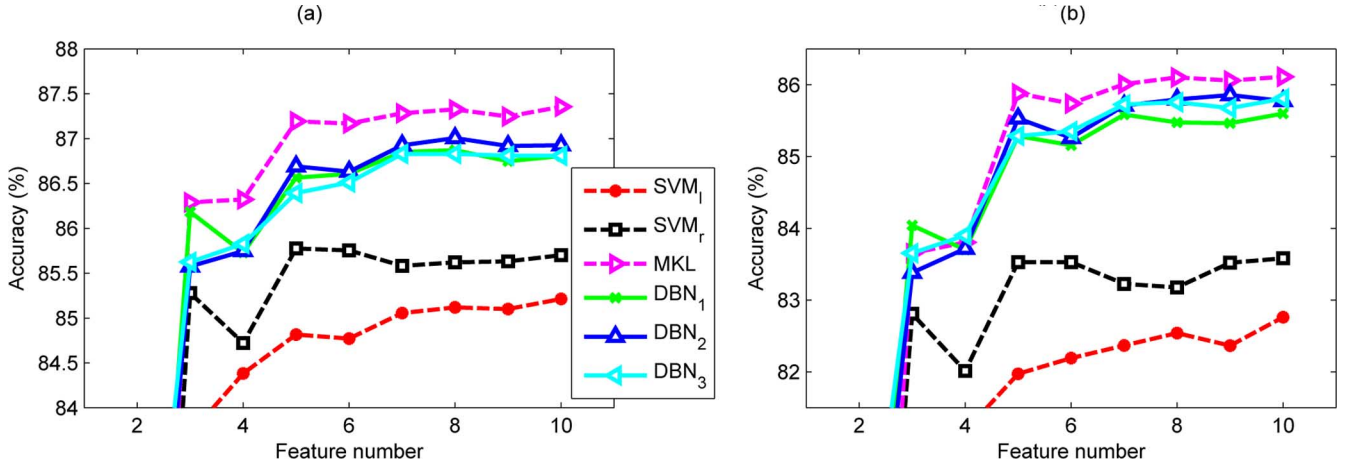 (a)
88
87.5
87
86.5
86
85.5
85
84.5
84
Accuracy (%)
2 4 6 8 10
Feature number
SVM_l
SVM_r
MKL
DBN_1
DBN_2
DBN_3
(b)
86
85
84
83
82
Accuracy (%)
2 4 6 8 10
Feature number